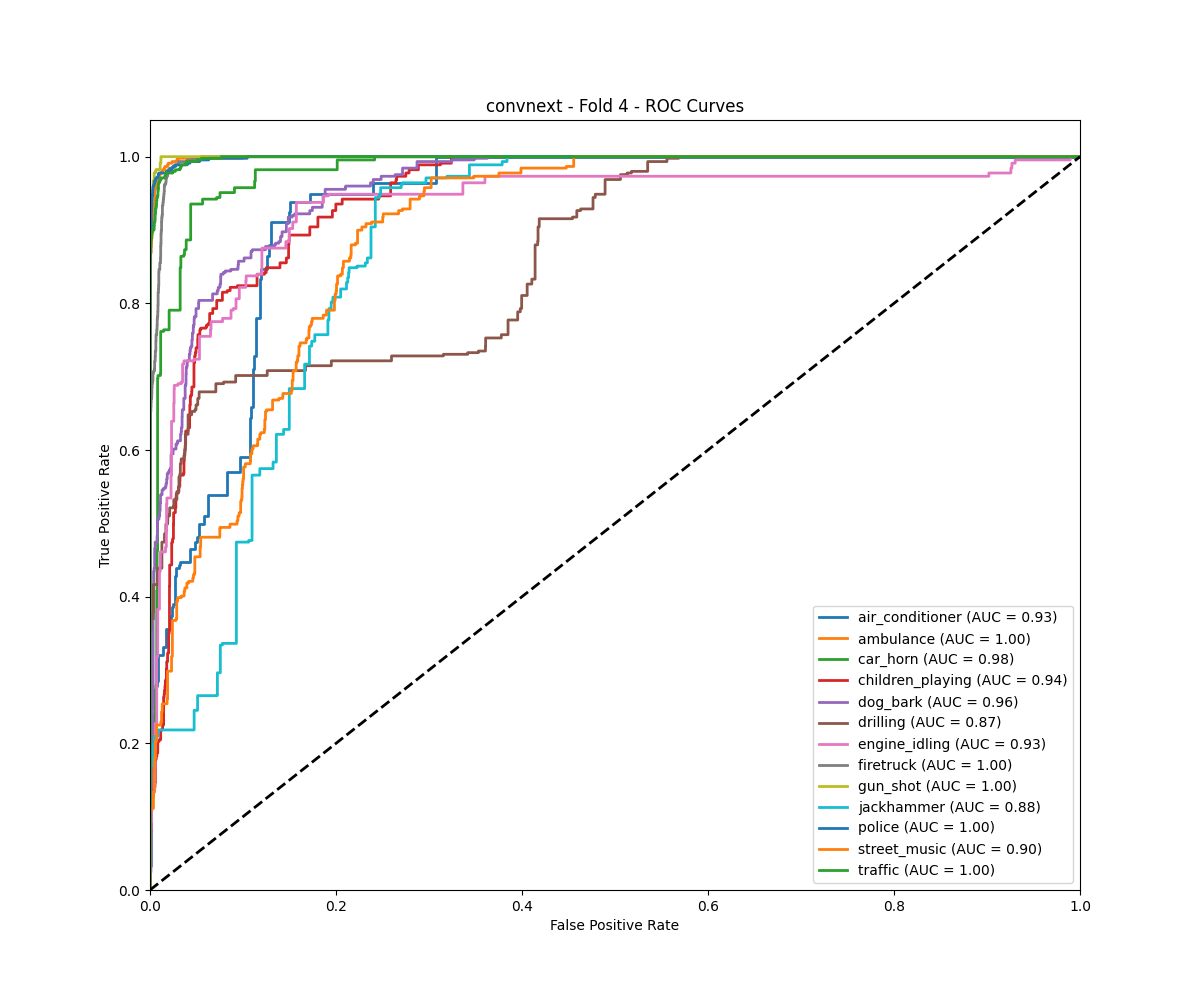 convnext - Fold 4 - ROC Curves
True Positive Rate
1.0
0.8
0.6
0.4
0.2
0.0
0.0 0.2 0.4 0.6 0.8 1.0
False Positive Rate
air_conditioner (AUC = 0.93)
ambulance (AUC = 1.00)
car_horn (AUC = 0.98)
children_playing (AUC = 0.94)
dog_bark (AUC = 0.96)
drilling (AUC = 0.87)
engine_idling (AUC = 0.93)
firetruck (AUC = 1.00)
gun_shot (AUC = 1.00)
jackhammer (AUC = 0.88)
police (AUC = 1.00)
street_music (AUC = 0.90)
traffic (AUC = 1.00)